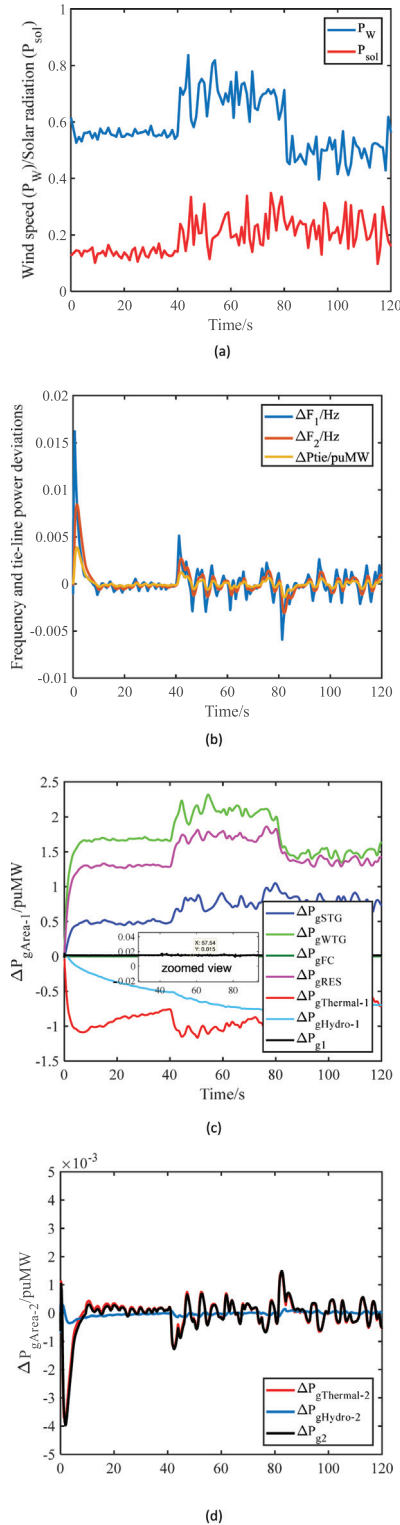 1
0.8
0.6
0.4
0.2
0
Wind speed (P_W)/Solar radiation (P_sol)
P_W
P_sol
0 20 40 60 80 100 120
Time/s
(a)
0.02
0.015
0.01
0.005
0
-0.005
-0.01
Frequency and tie-line power deviations
ΔF_1/Hz
ΔF_2/Hz
ΔPtie/puMW
0 20 40 60 80 100 120
Time/s
(b)
2.5
2
1.5
1
0.5
0
-0.5
-1
-1.5
ΔP_gArea-1/puMW
0.04
0.02
0
-0.02
X: 57.54
Y: 0.015
zoomed view
40 60 80
ΔP_gSTG
ΔP_gWTG
ΔP_gFC
ΔP_gRES
ΔP_gThermal-1
ΔP_gHydro-1
ΔP_g1
0 20 40 60 80 100 120
Time/s
(c)
×10^-3
5
4
3
2
1
0
-1
-2
-3
-4
-5
ΔP_gArea-2/puMW
ΔP_gThermal-2
ΔP_gHydro-2
ΔP_g2
0 20 40 60 80 100 120
(d)